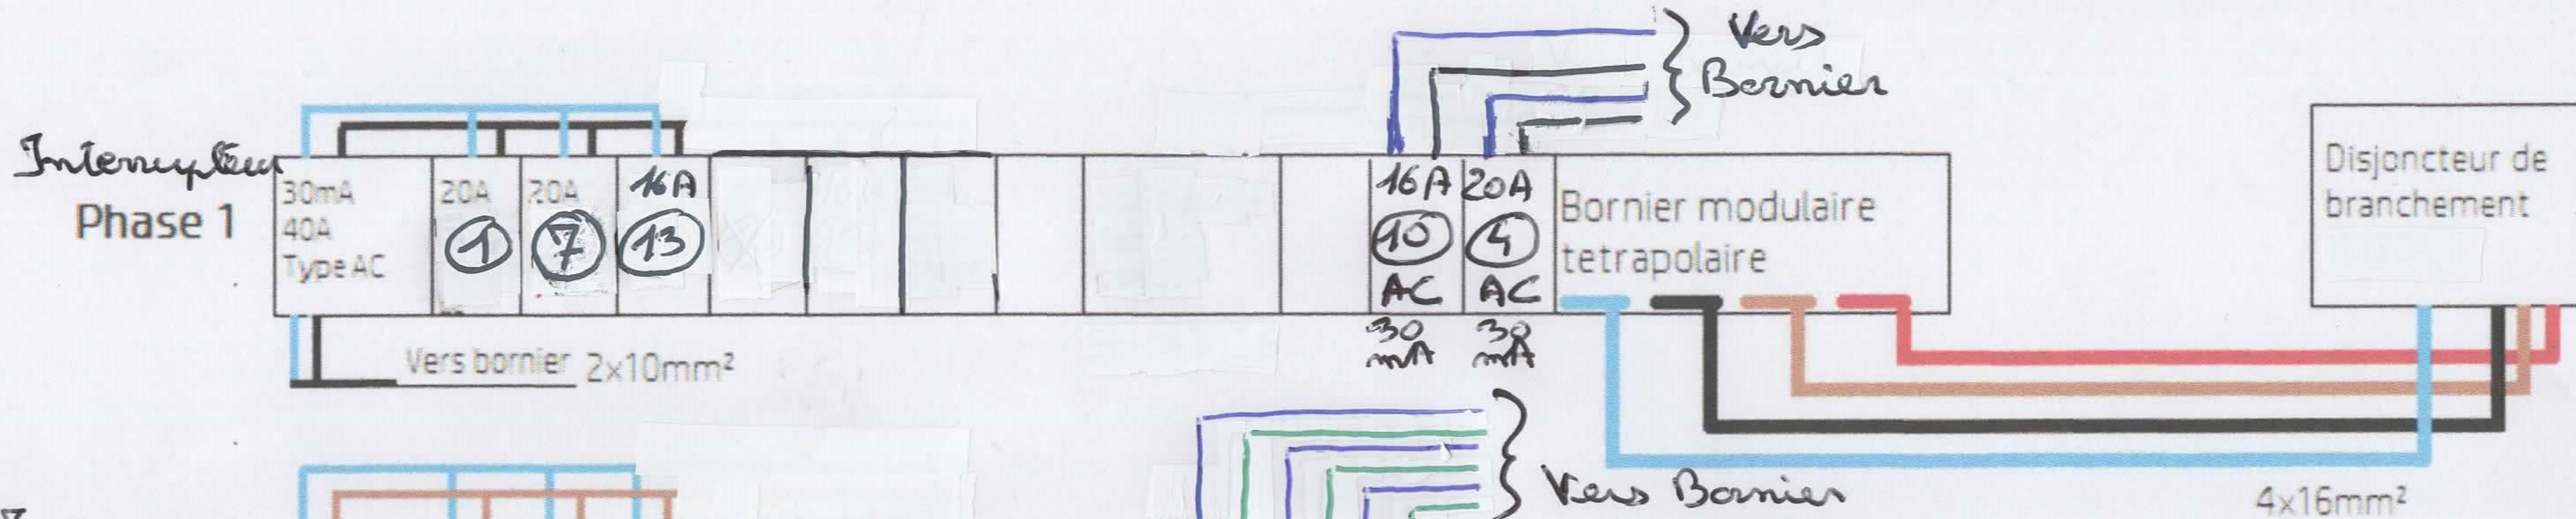 Vers
Bornier
Interrupteur
Phase 1
30mA
40A
Type AC
20A
1
20A
7
16A
13
16A
10
AC
30
mA
20A
4
AC
30
mA
Bornier modulaire
tetrapolaire
Disjoncteur de
branchement
Vers bornier 2x10mm²
Vers Bornier
4x16mm²